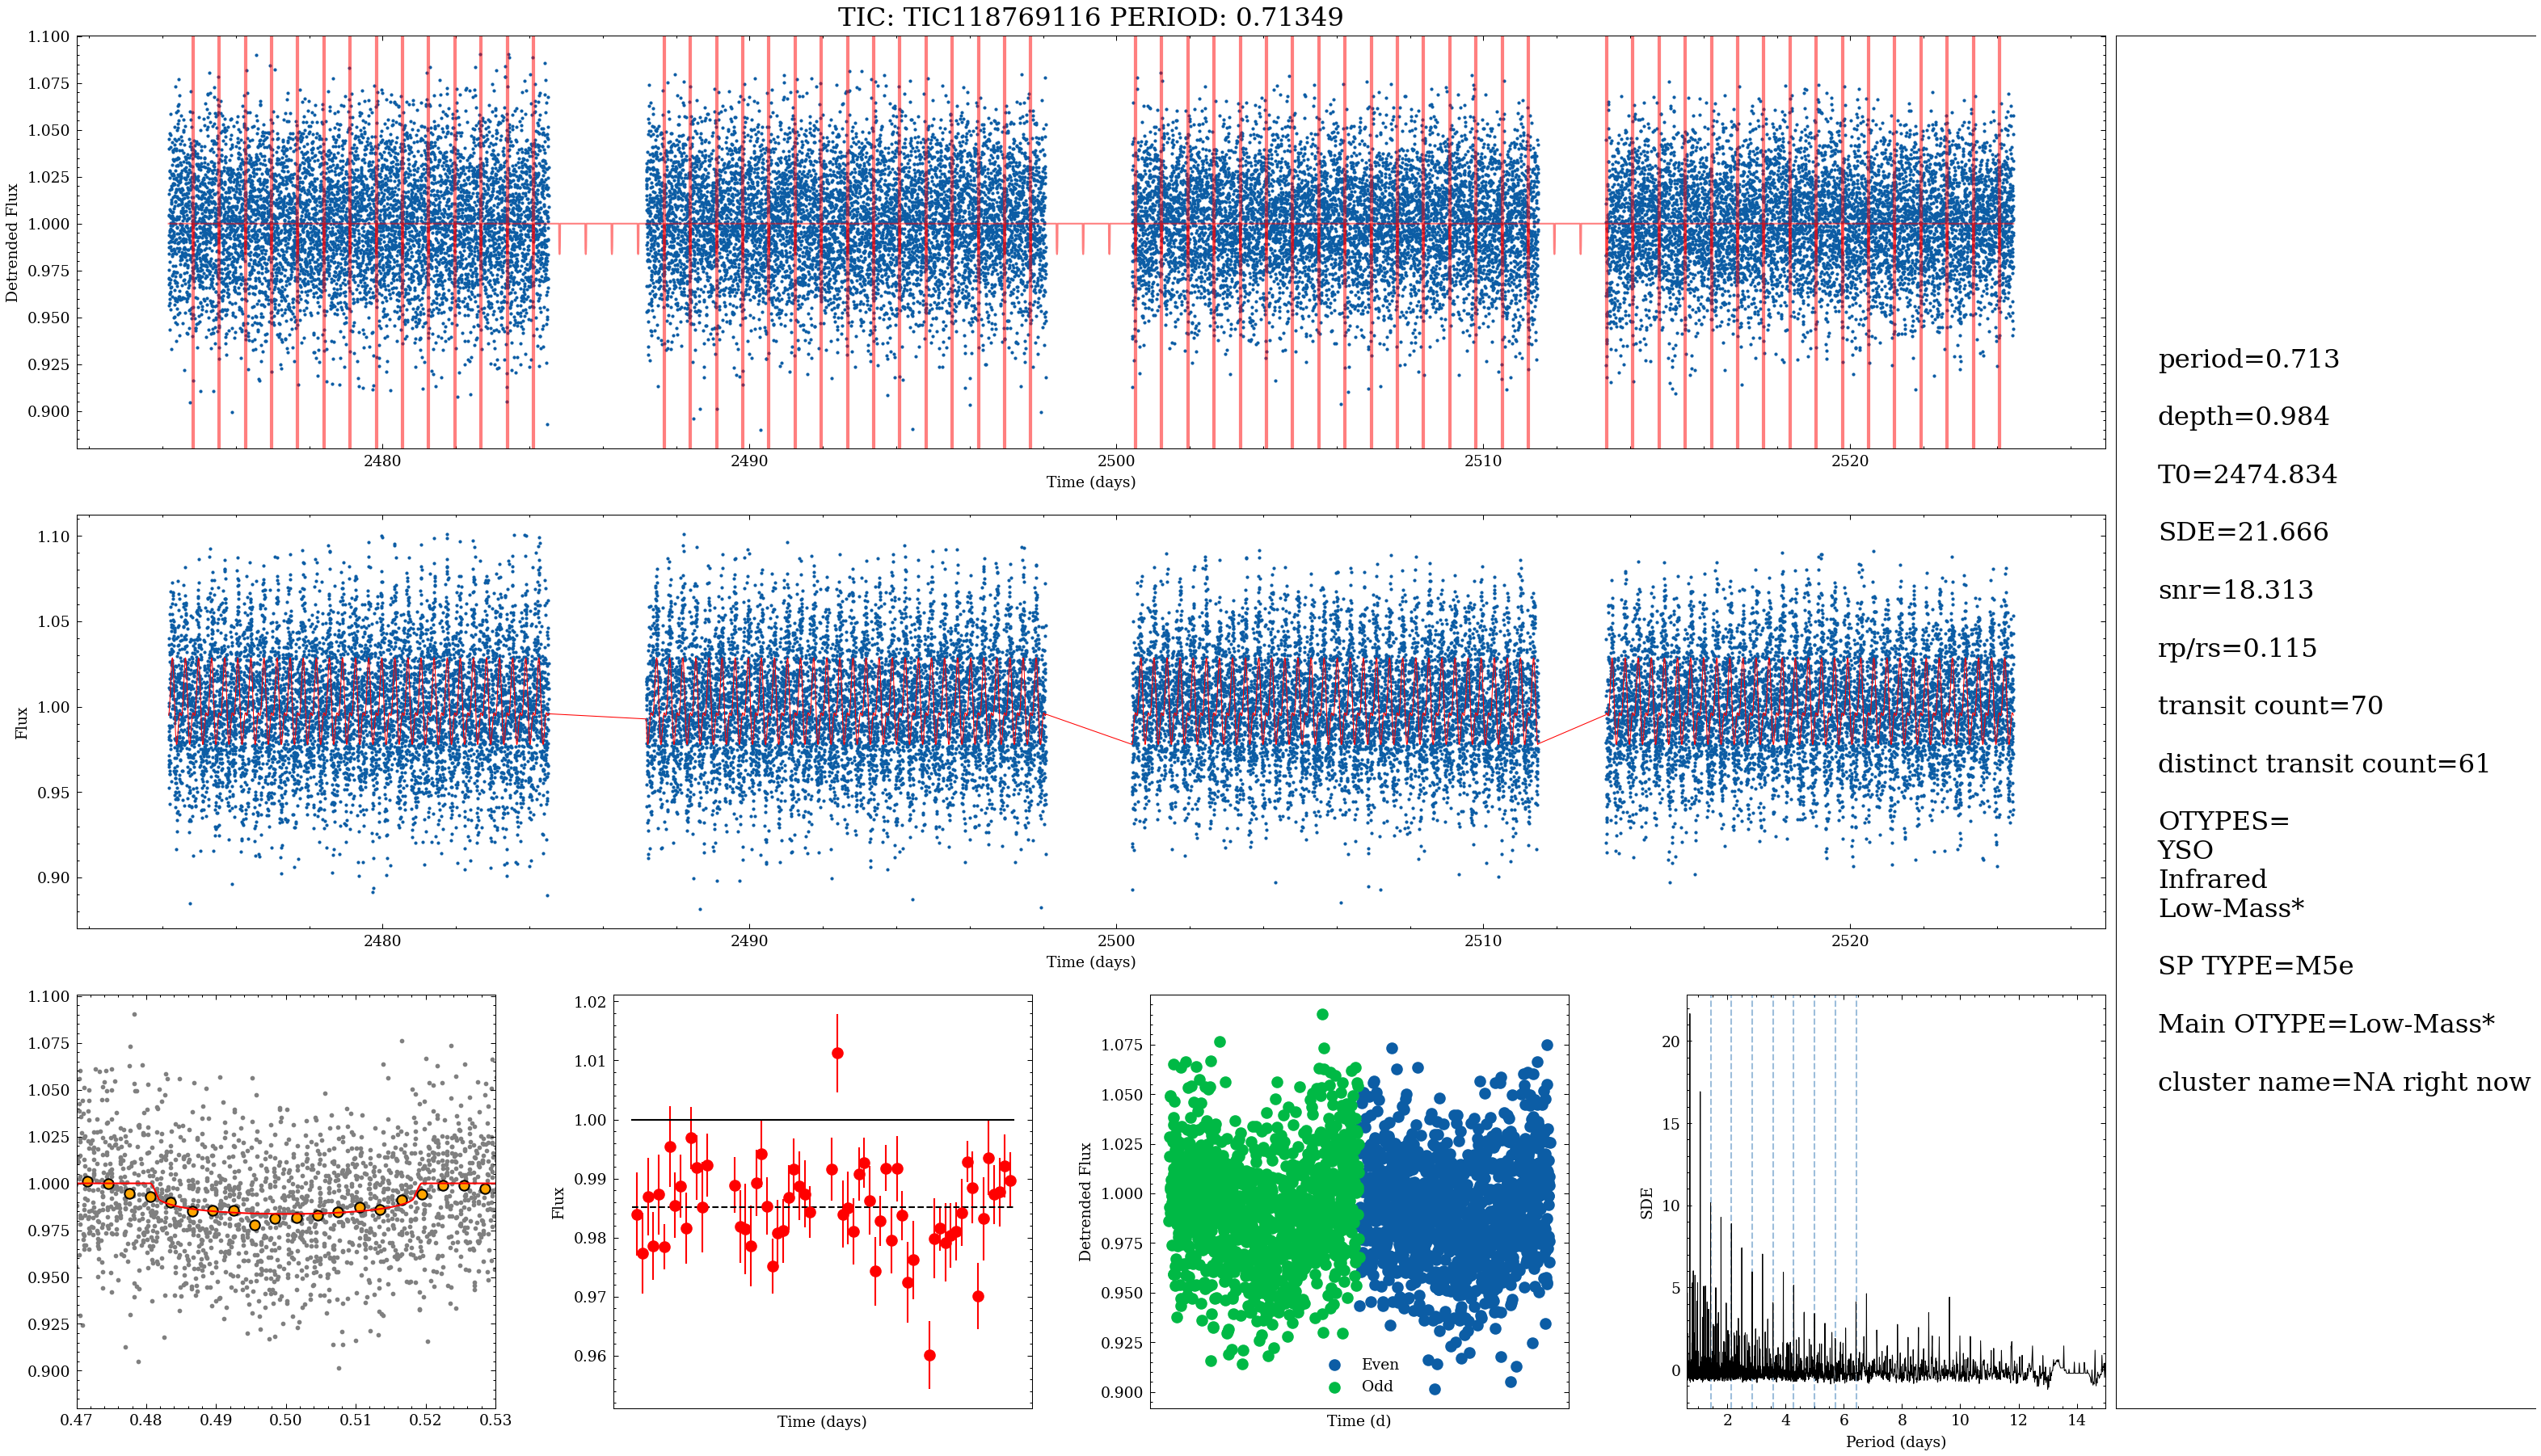 TIC: TIC118769116 PERIOD: 0.71349
1.100
1.075
1.050
1.025
1.000
0.975
0.950
0.925
0.900
Detrended Flux
2480 2490 2500 2510 2520
Time (days)
1.10
1.05
1.00
0.95
0.90
Flux
2480 2490 2500 2510 2520
Time (days)
1.100
1.075
1.050
1.025
1.000
0.975
0.950
0.925
0.900
0.47 0.48 0.49 0.50 0.51 0.52 0.53
1.02
1.01
1.00
0.99
0.98
0.97
0.96
Flux
Time (days)
1.075
1.050
1.025
1.000
0.975
0.950
0.925
0.900
Detrended Flux
Even
Odd
Time (d)
20
15
10
5
0
SDE
2 4 6 8 10 12 14
Period (days)
period=0.713
depth=0.984
T0=2474.834
SDE=21.666
snr=18.313
rp/rs=0.115
transit count=70
distinct transit count=61
OTYPES=
YSO
Infrared
Low-Mass*
SP TYPE=M5e
Main OTYPE=Low-Mass*
cluster name=NA right now